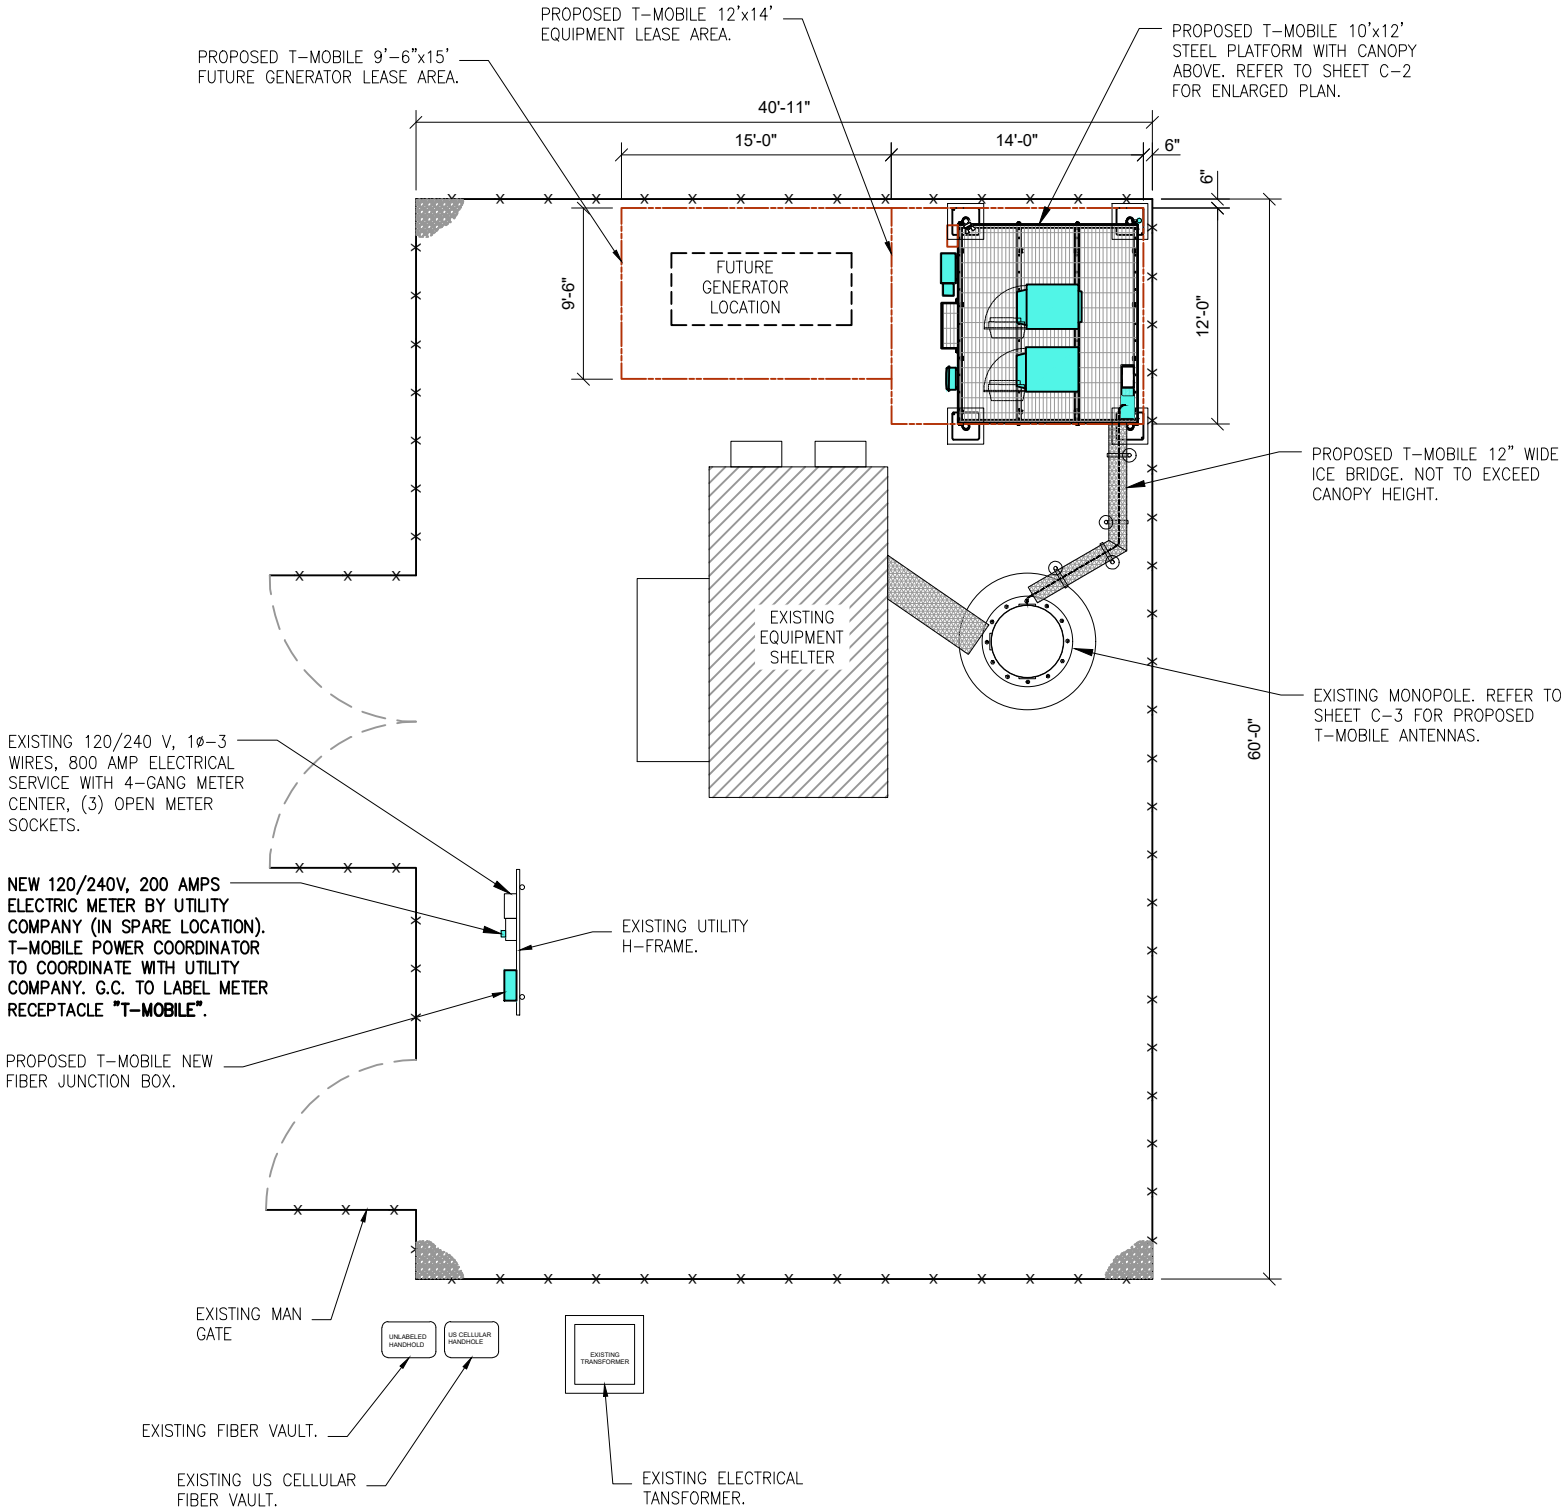 PROPOSED T-MOBILE 12'x14'
EQUIPMENT LEASE AREA.
PROPOSED T-MOBILE 10'x12'
STEEL PLATFORM WITH CANOPY
ABOVE. REFER TO SHEET C-2
FOR ENLARGED PLAN.
PROPOSED T-MOBILE 9'-6"x15'
FUTURE GENERATOR LEASE AREA.
40'-11"
15'-0"
14'-0"
6"
6"
FUTURE
GENERATOR
LOCATION
9'-6"
12'-0"
PROPOSED T-MOBILE 12" WIDE
ICE BRIDGE. NOT TO EXCEED
CANOPY HEIGHT.
EXISTING
EQUIPMENT
SHELTER
EXISTING MONOPOLE. REFER TO
SHEET C-3 FOR PROPOSED
T-MOBILE ANTENNAS.
60'-0"
EXISTING 120/240 V, 1ø-3
WIRES, 800 AMP ELECTRICAL
SERVICE WITH 4-GANG METER
CENTER, (3) OPEN METER
SOCKETS.
NEW 120/240V, 200 AMPS
ELECTRIC METER BY UTILITY
COMPANY (IN SPARE LOCATION).
T-MOBILE POWER COORDINATOR
TO COORDINATE WITH UTILITY
COMPANY. G.C. TO LABEL METER
RECEPTACLE "T-MOBILE".
EXISTING UTILITY
H-FRAME.
PROPOSED T-MOBILE NEW
FIBER JUNCTION BOX.
EXISTING MAN
GATE
UNLABELED
HANDHOLD
US CELLULAR
HANDHOLE
EXISTING
TRANSFORMER
EXISTING FIBER VAULT.
EXISTING US CELLULAR
FIBER VAULT.
EXISTING ELECTRICAL
TANSFORMER.